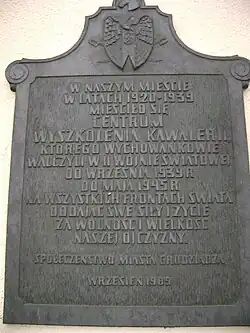 W NASZYM MIEŚCIE
W LATACH 1920-1939
MIEŚCIŁO SIĘ
CENTRUM
WYSZKOLENIA KAWALERII
KTÓREGO WYCHOWANKOWIE
WALCZYLI W II WOJNIE ŚWIATOWEJ
OD WRZEŚNIA 1939 R
DO MAJA 1945 R
NA WSZYSTKICH FRONTACH ŚWIATA
ODDAJĄC SWE SIŁY I ŻYCIE
ZA WOLNOŚĆ I WIELKOŚĆ
NASZEJ OJCZYZNY.
SPOŁECZEŃSTWO MIASTA GRUDZIĄDZA
WRZESIEŃ 1989